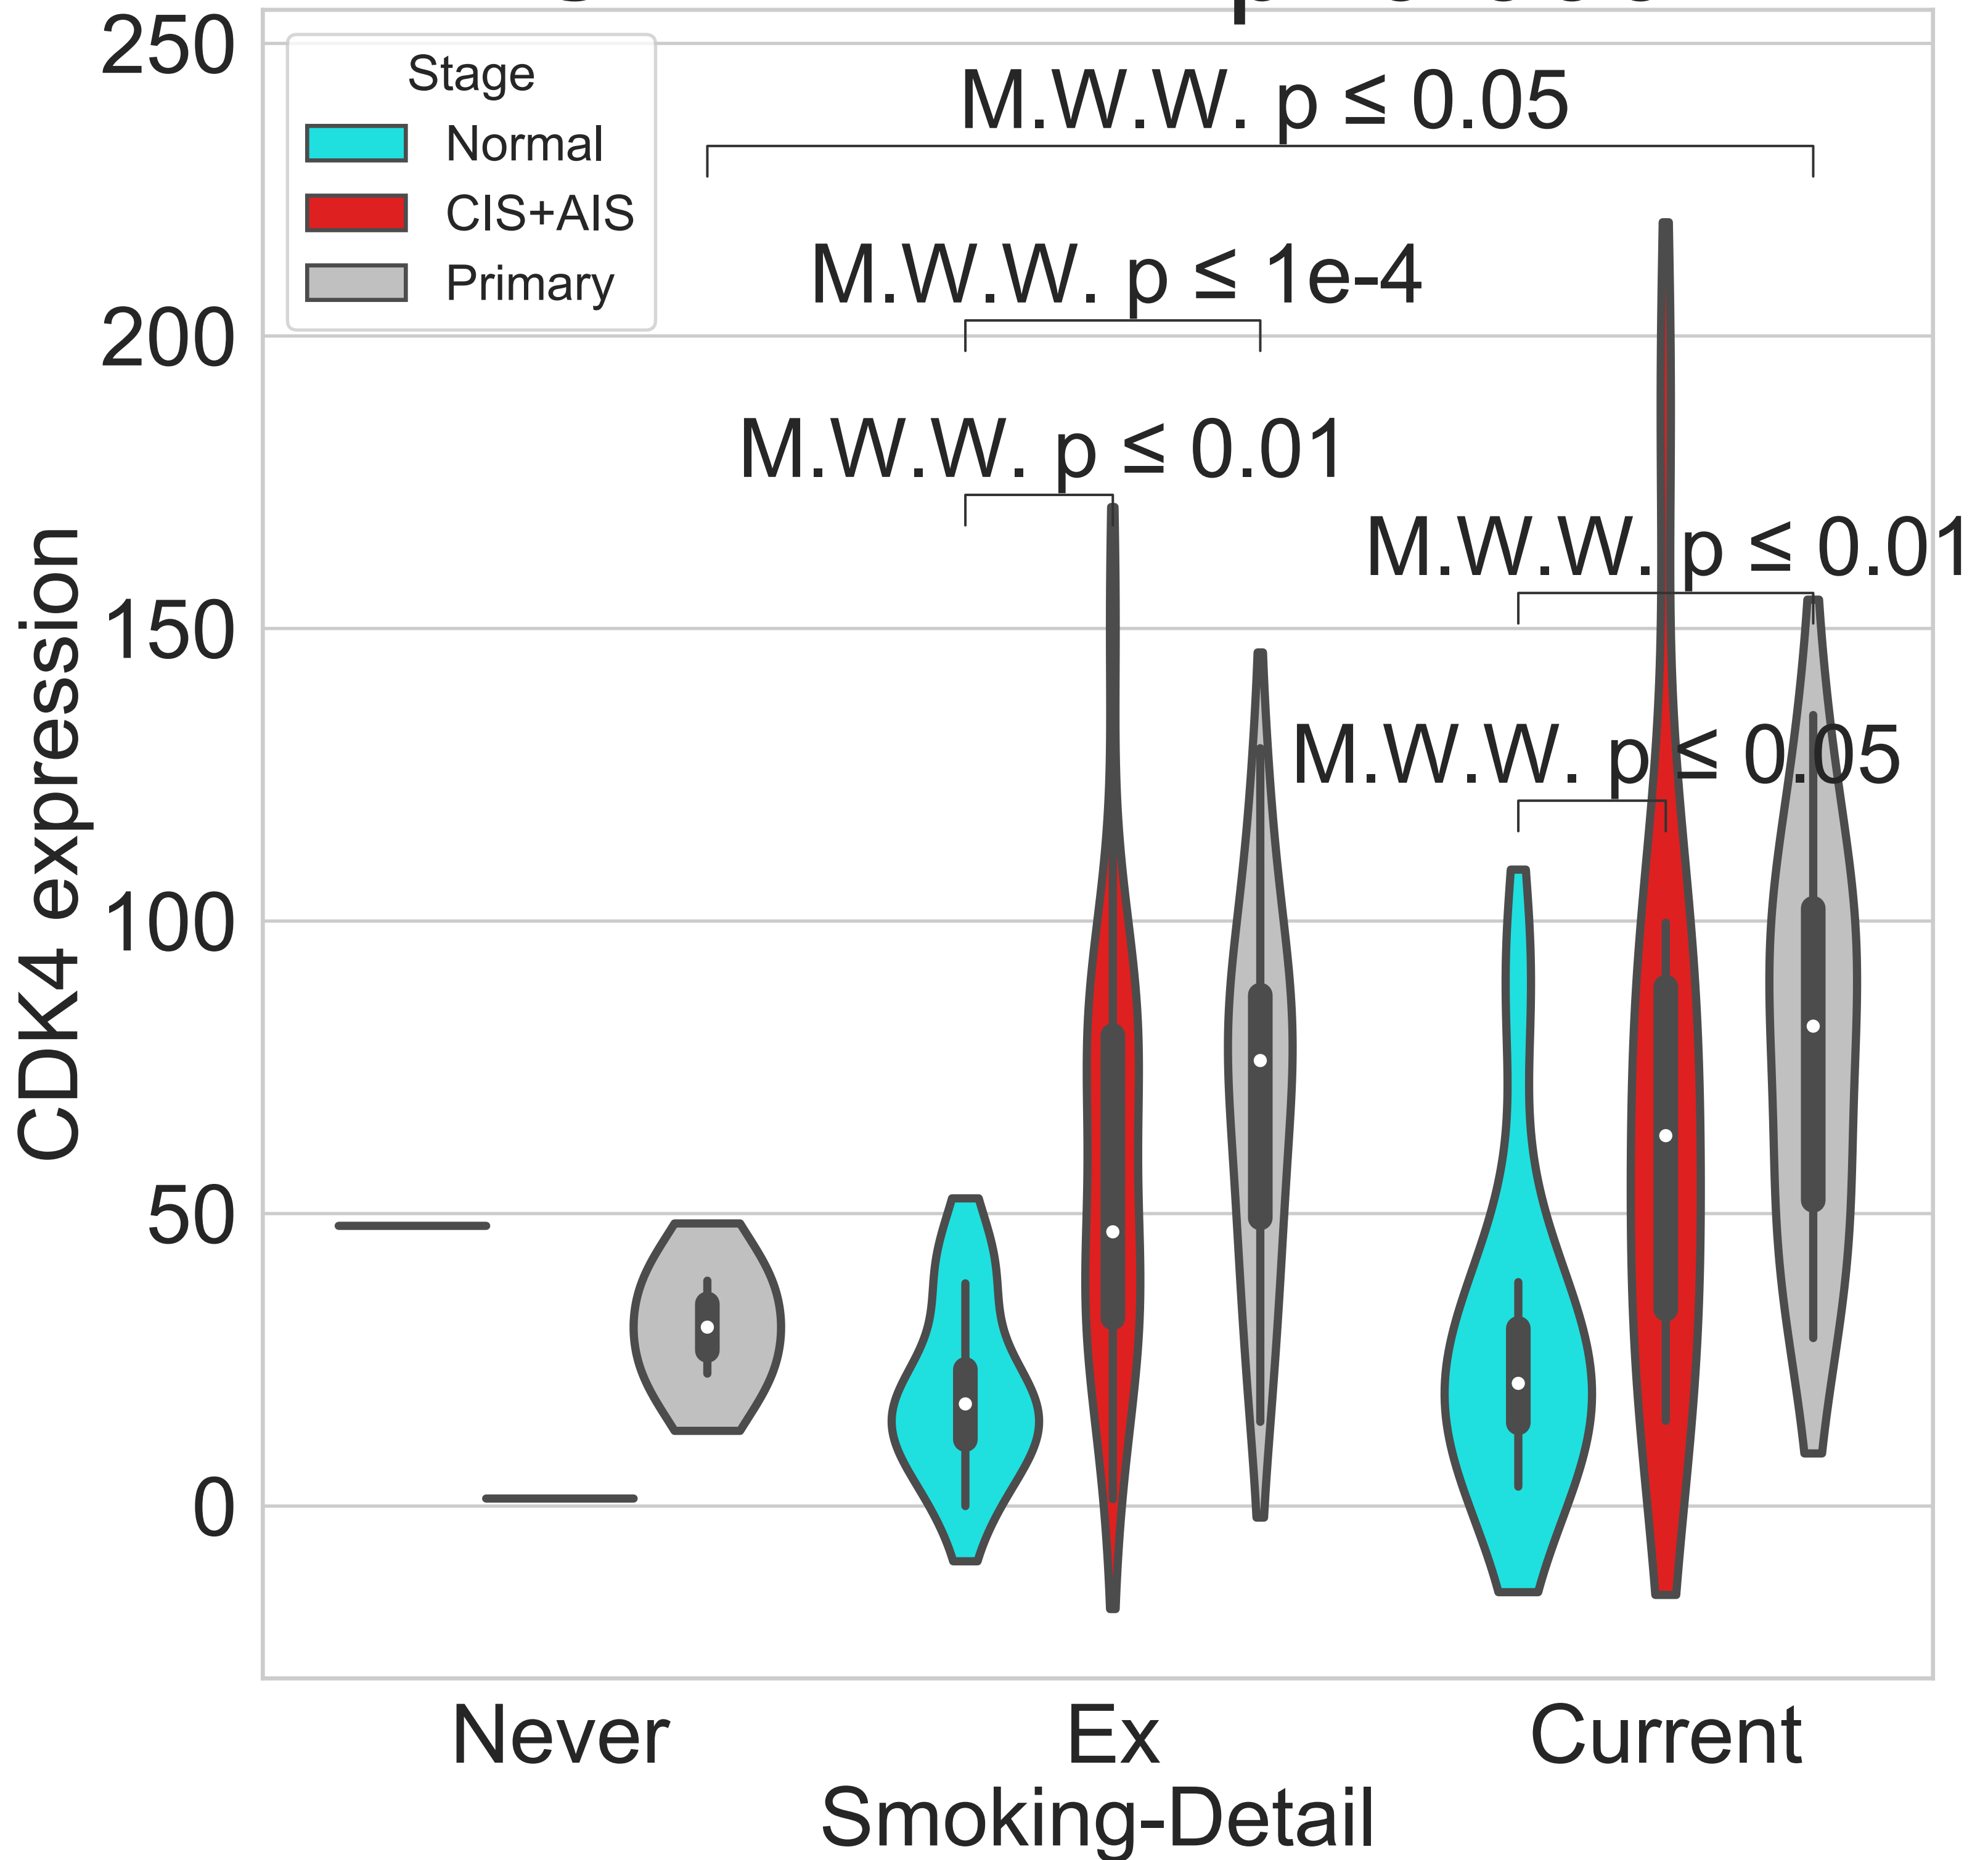 250
200
150
100
50
0
CDK4 expression
Stage
Normal
CIS+AIS
Primary
M.W.W. p ≤ 0.05
M.W.W. p ≤ 1e-4
M.W.W. p ≤ 0.01
M.W.W. p ≤ 0.01
M.W.W. p ≤ 0.05
Never
Ex
Current
Smoking-Detail